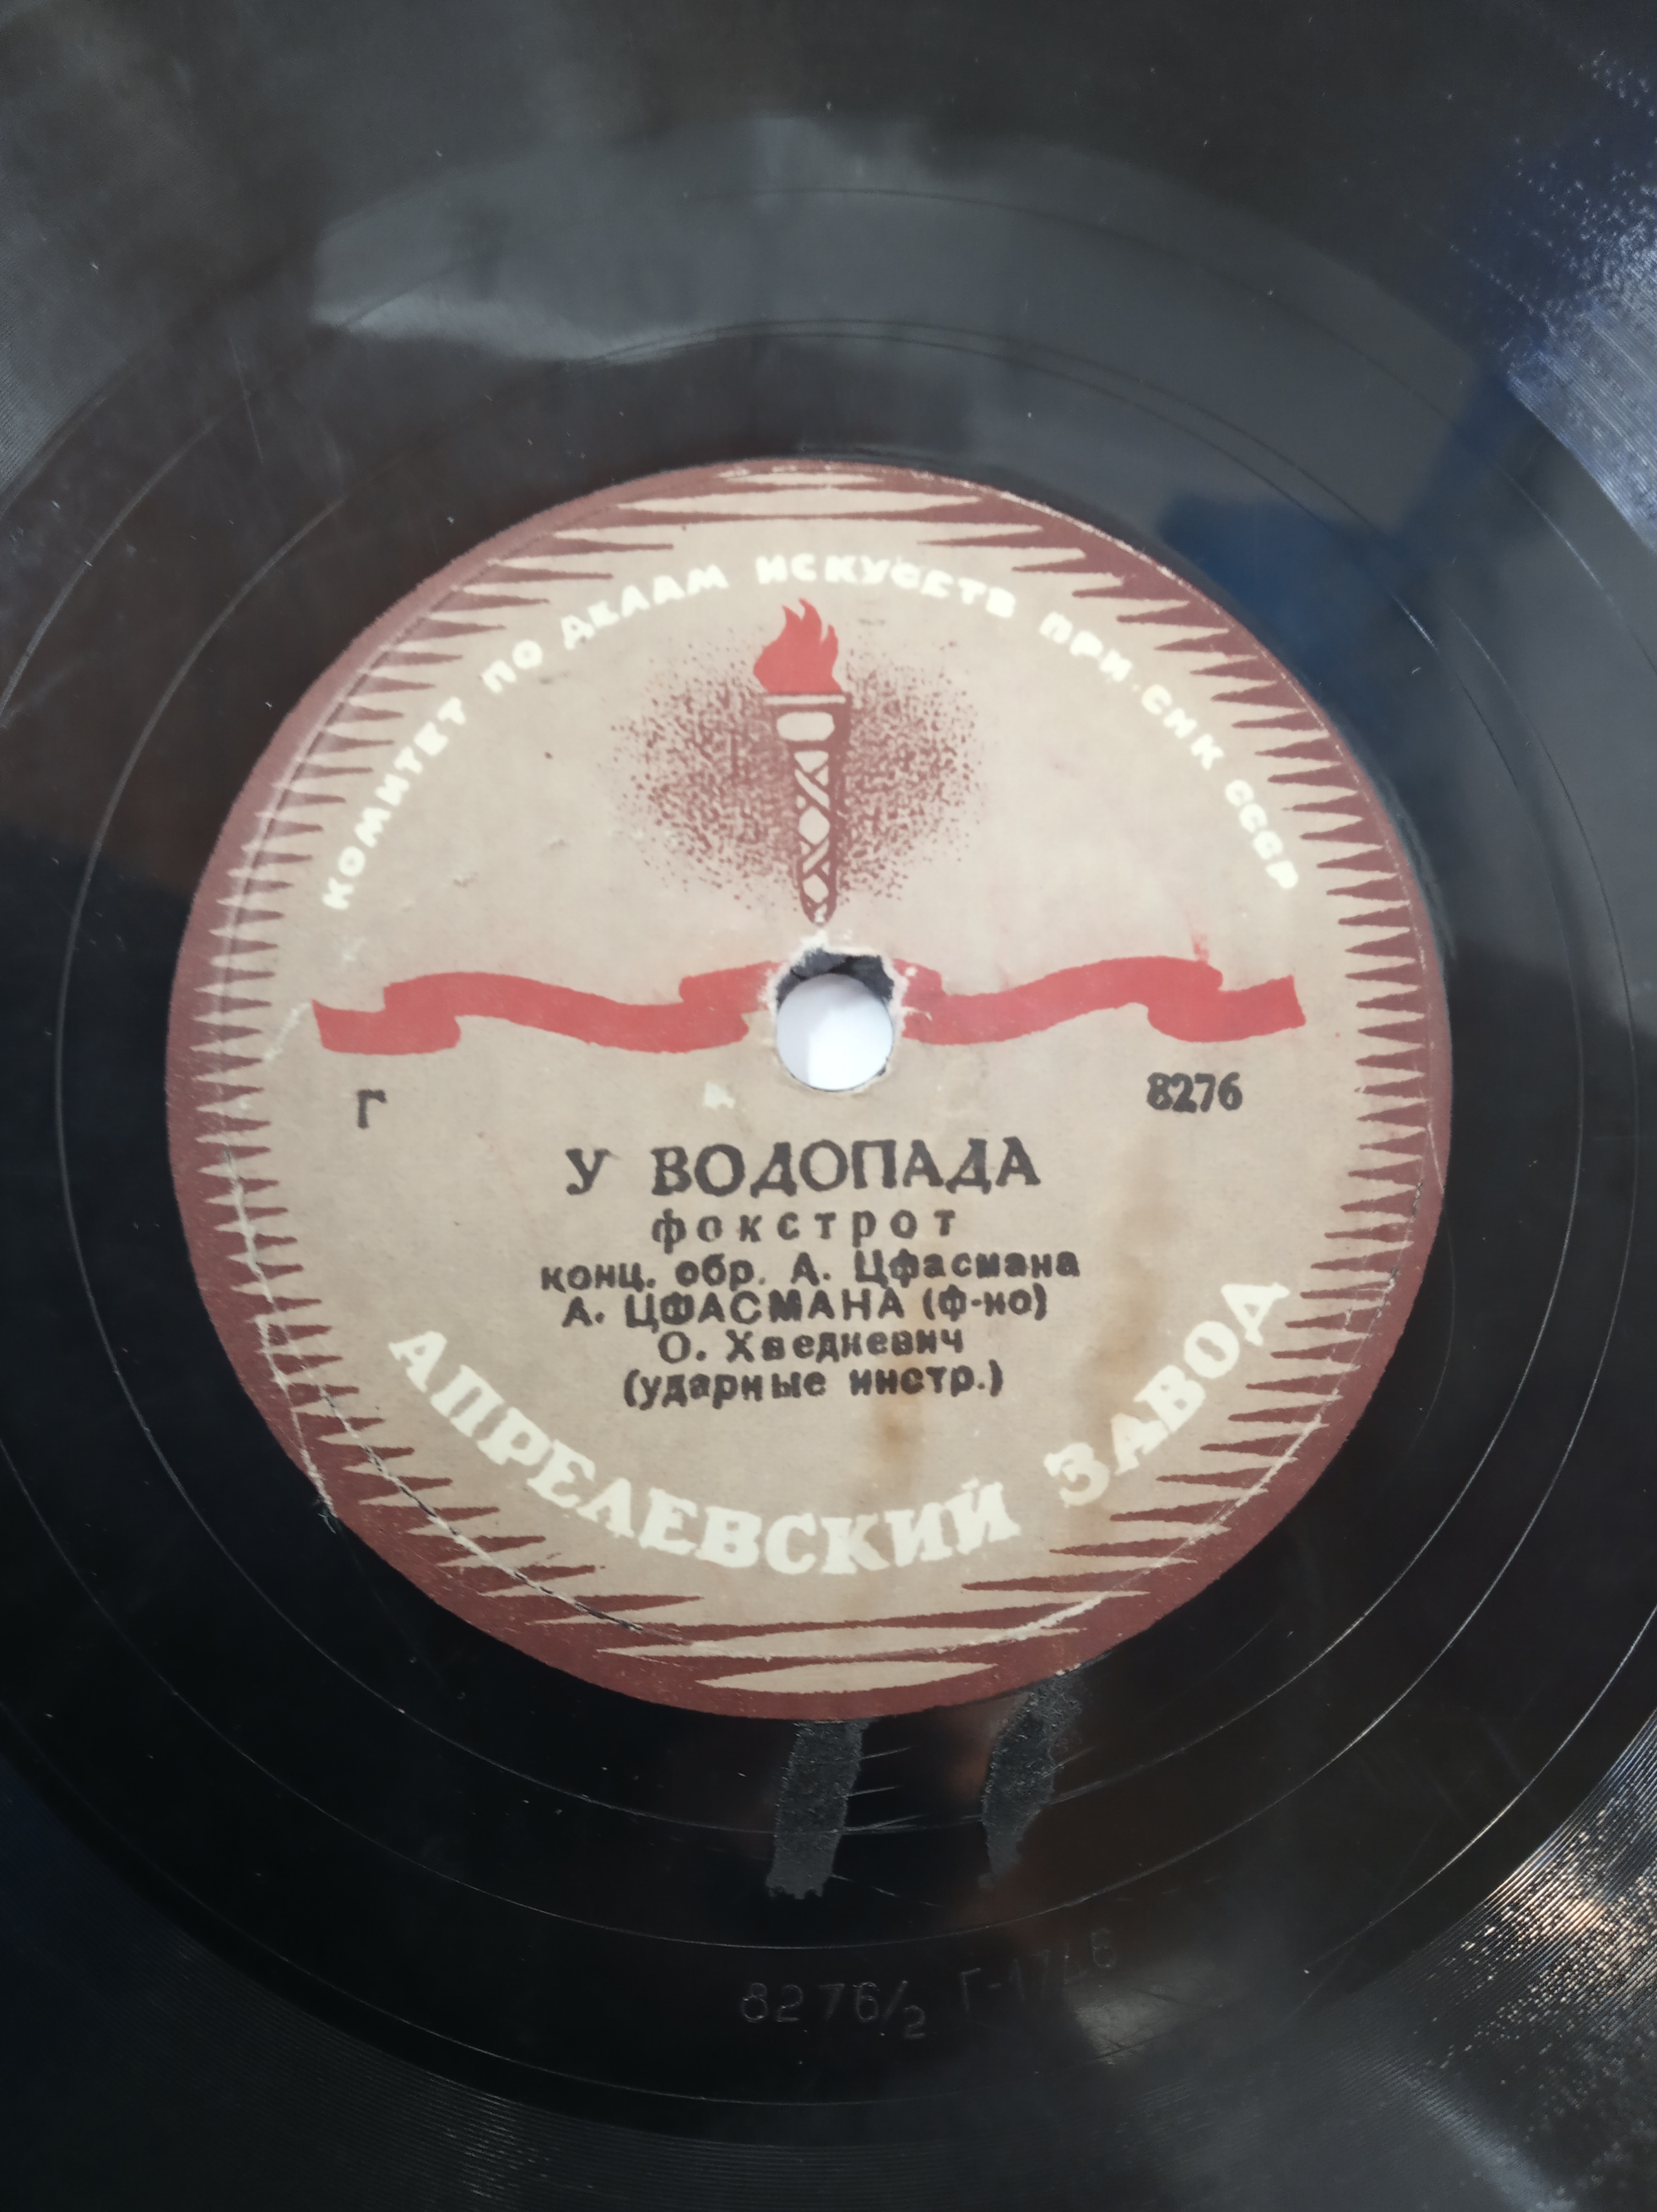 КОМИТЕТ ПО ДЕЛАМ ИСКУССТВ ПРИ СНК СССР
Г 8276
У ВОДОПАДА
фокстрот
конц. обр. А. Цфасмана
А. ЦФАСМАНА (ф-но)
О. Хведкевич
(ударные инстр.)
АПРЕЛЕВСКИЙ ЗАВОД
8276/2 Г-1746